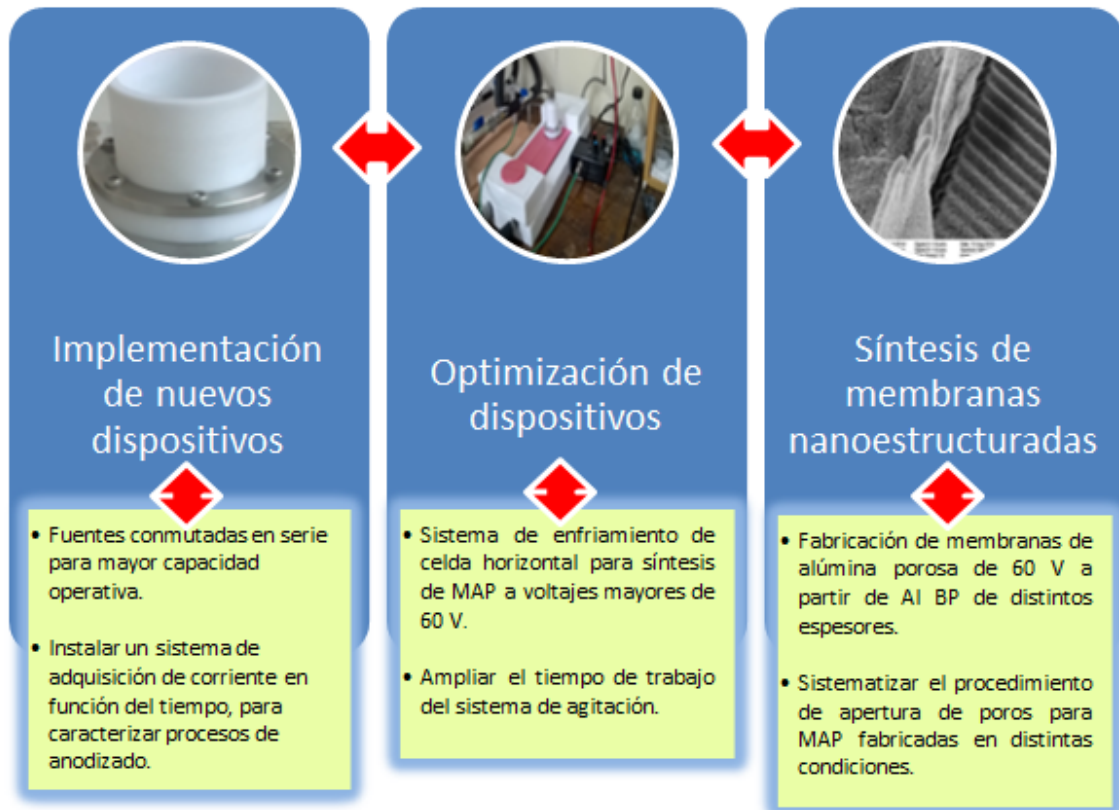 Implementación
de nuevos
dispositivos
• Fuentes conmutadas en serie
para mayor capacidad
operativa.
• Instalar un sistema de
adquisición de corriente en
función del tiempo, para
caracterizar procesos de
anodizado.
Optimización de
dispositivos
• Sistema de enfriamiento de
celda horizontal para síntesis
de MAP a voltajes mayores de
60 V.
• Ampliar el tiempo de trabajo
del sistema de agitación.
Síntesis de
membranas
nanoestructuradas
• Fabricación de membranas de
alúmina porosa de 60 V a
partir de Al BP de distintos
espesores.
• Sistematizar el procedimiento
de apertura de poros para
MAP fabricadas en distintas
condiciones.